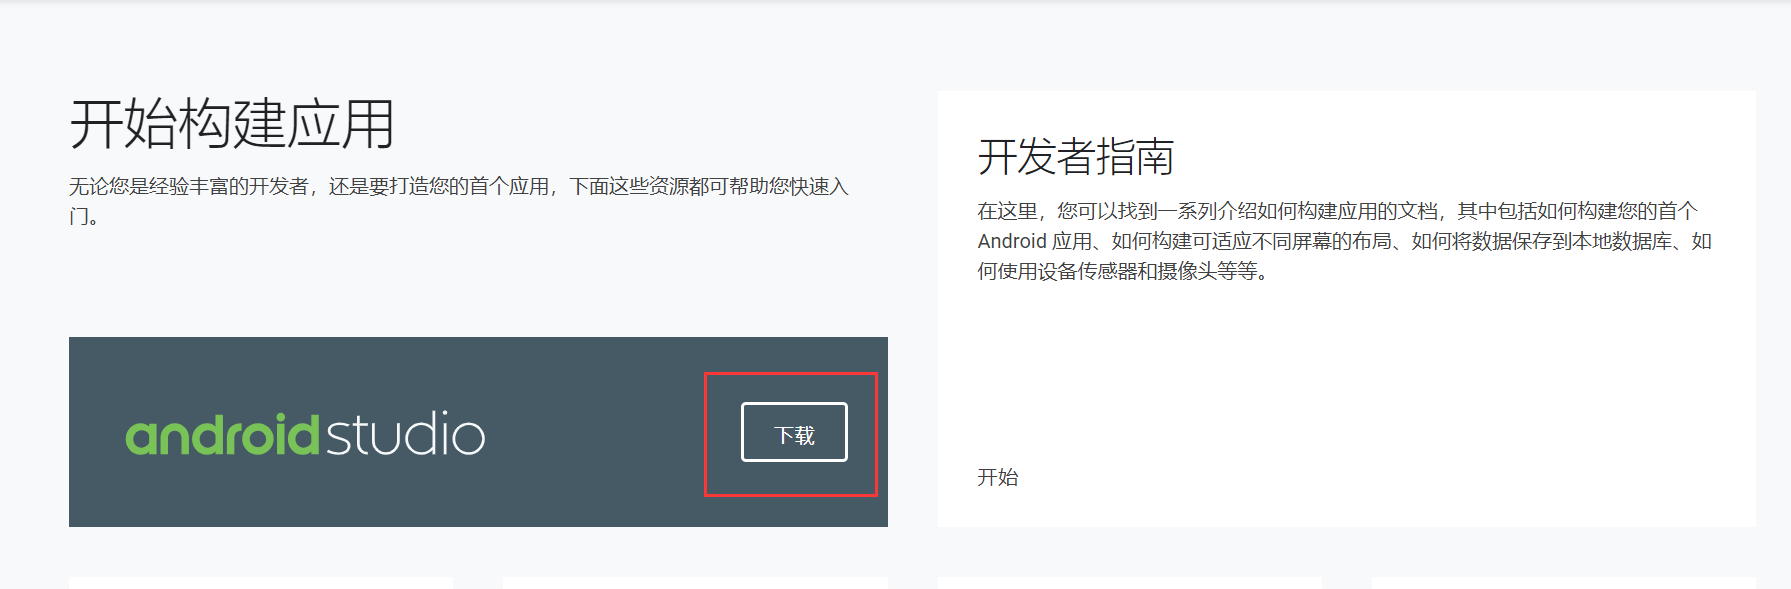 开始构建应用
无论您是经验丰富的开发者，还是要打造您的首个应用，下面这些资源都可帮助您快速入
门。
androidstudio
下载
开发者指南
在这里，您可以找到一系列介绍如何构建应用的文档，其中包括如何构建您的首个
Android 应用、如何构建可适应不同屏幕的布局、如何将数据保存到本地数据库、如
何使用设备传感器和摄像头等等。
开始